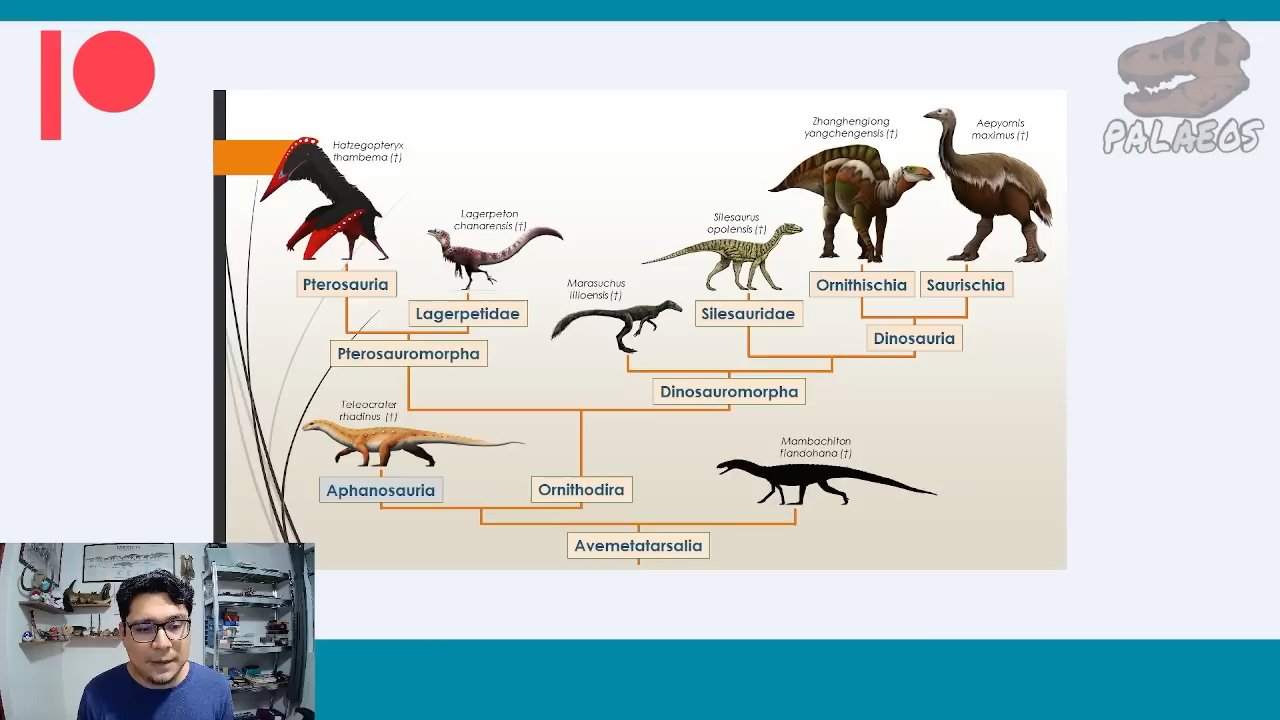 PALAEOS
Hatzegopteryx
thambema (†)
Zhanghenglong
yangchengensis (†)
Aepyornis
maximus (†)
Lagerpeton
chanarensis (†)
Silesaurus
opolensis (†)
Marasuchus
lilloensis (†)
Pterosauria
Ornithischia
Saurischia
Lagerpetidae
Silesauridae
Dinosauria
Pterosauromorpha
Dinosauromorpha
Teleocrater
rhadinus (†)
Mambachiton
fiandohana (†)
Aphanosauria
Ornithodira
Avemetatarsalia